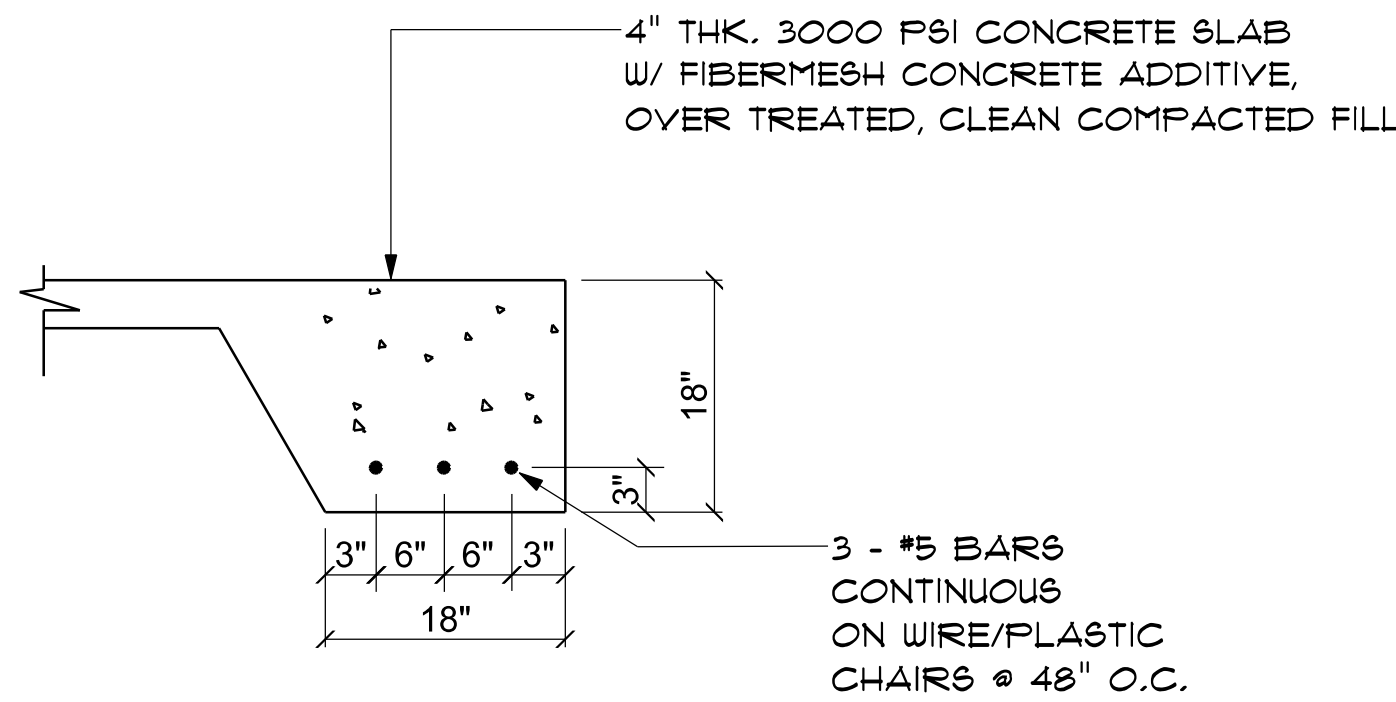 4" THK. 3000 PSI CONCRETE SLAB
W/ FIBERMESH CONCRETE ADDITIVE,
OVER TREATED, CLEAN COMPACTED FILL
18"
3"
3" 6" 6" 3"
18"
3 - #5 BARS
CONTINUOUS
ON WIRE/PLASTIC
CHAIRS @ 48" O.C.